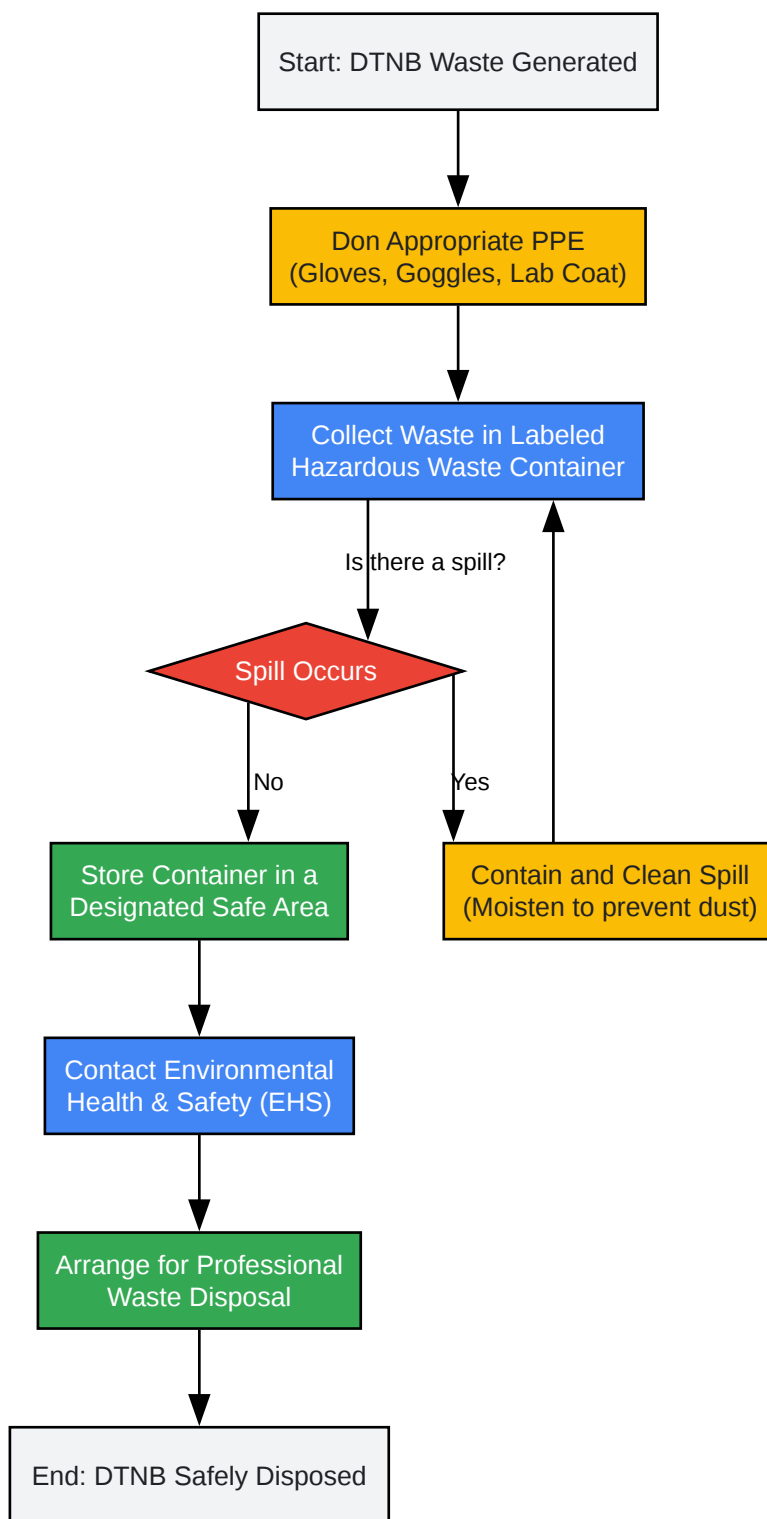 Start: DTNB Waste Generated
Don Appropriate PPE
(Gloves, Goggles, Lab Coat)
Collect Waste in Labeled
Hazardous Waste Container
Is there a spill?
Spill Occurs
No
Yes
Store Container in a
Designated Safe Area
Contain and Clean Spill
(Moisten to prevent dust)
Contact Environmental
Health & Safety (EHS)
Arrange for Professional
Waste Disposal
End: DTNB Safely Disposed